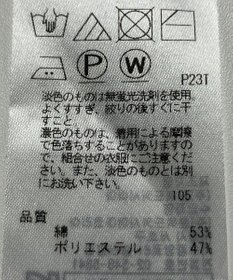 P W
P23T
淡色のものは無蛍光洗剤を使用
よくすすぎ、絞りの後すぐに干
すこと。
濃色のものは、着用による摩擦
で色落ちすることがありますの
で、組合せの衣服にご注意くださ
い。また、淡色のものとは別に
お洗い下さい。
105
品質
綿 53%
ポリエステル 47%